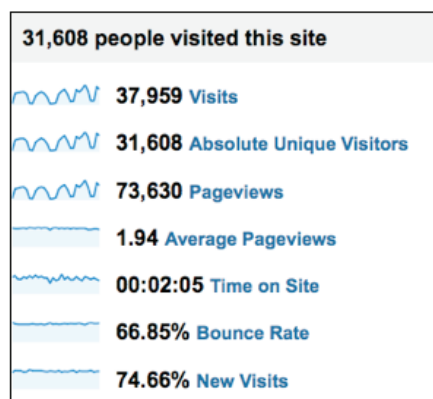 31,608 people visited this site
37,959 Visits
31,608 Absolute Unique Visitors
73,630 Pageviews
1.94 Average Pageviews
00:02:05 Time on Site
66.85% Bounce Rate
74.66% New Visits